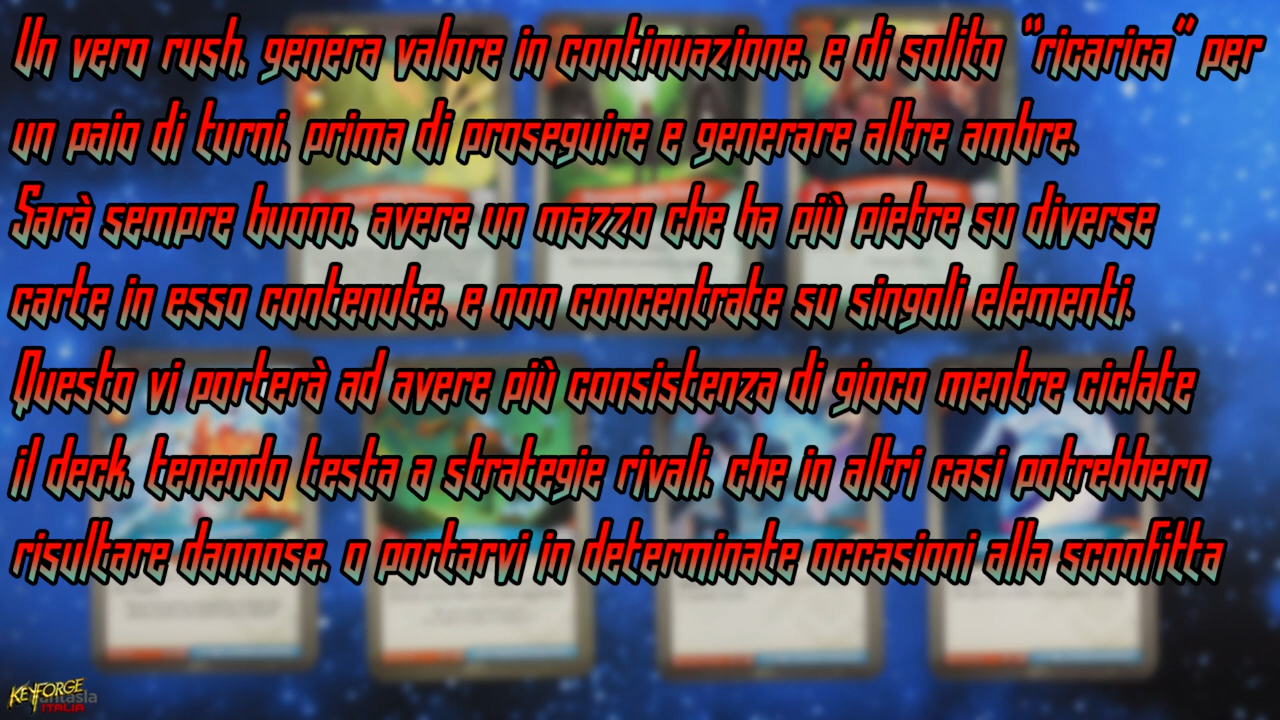 Un vero rush, genera valore in continuazione, e di solito "ricarica" per
un paio di turni, prima di proseguire e generare altre ambre.
Sarà sempre buono, avere un mazzo che ha più pietre su diverse
carte in esso contenute, e non concentrate su singoli elementi.
Questo vi porterà ad avere più consistenza di gioco mentre ciclate
il deck, tenendo testa a strategie rivali, che in altri casi potrebbero
risultare dannose, o portarvi in determinate occasioni alla sconfitta
KEYFORGE
ITALIA